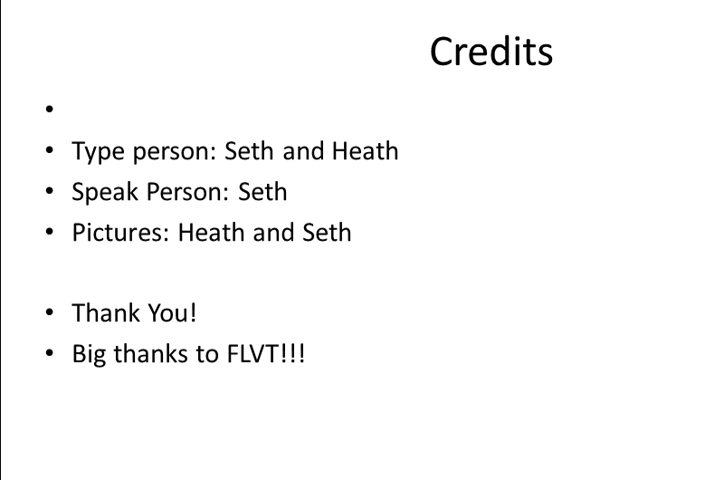 Credits
•
• Type person: Seth and Heath
• Speak Person: Seth
• Pictures: Heath and Seth
• Thank You!
• Big thanks to FLVT!!!